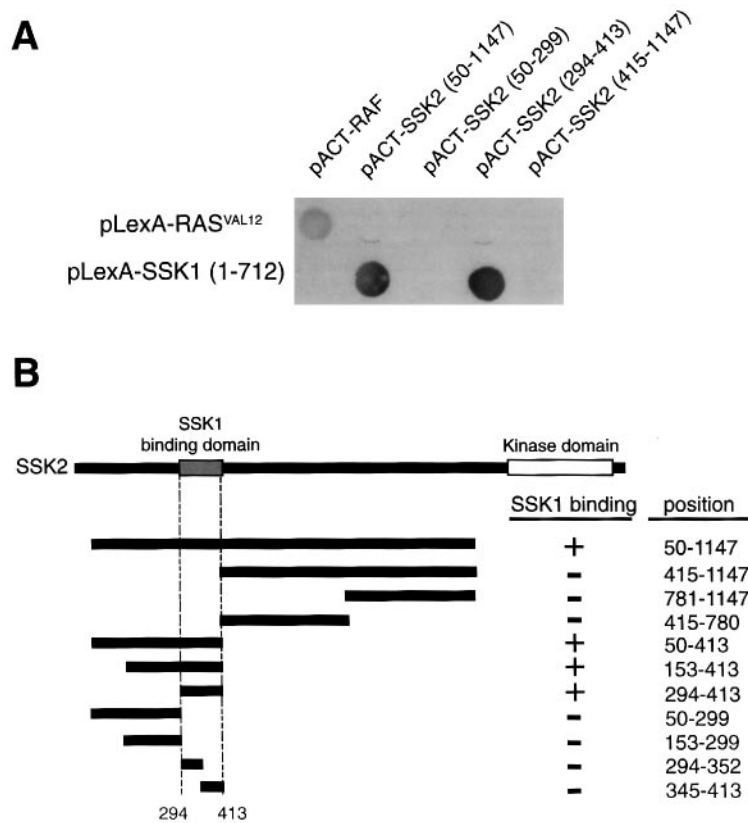 A
pACT-RAF
pACT-SSK2 (50-1147)
pACT-SSK2 (50-299)
pACT-SSK2 (294-413)
pACT-SSK2 (415-1147)
pLexA-RASVAL12
pLexA-SSK1 (1-712)
B
SSK1
binding domain
Kinase domain
SSK2
SSK1 binding position
+ 50-1147
- 415-1147
- 781-1147
- 415-780
+ 50-413
+ 153-413
+ 294-413
- 50-299
- 153-299
- 294-352
- 345-413
294 413